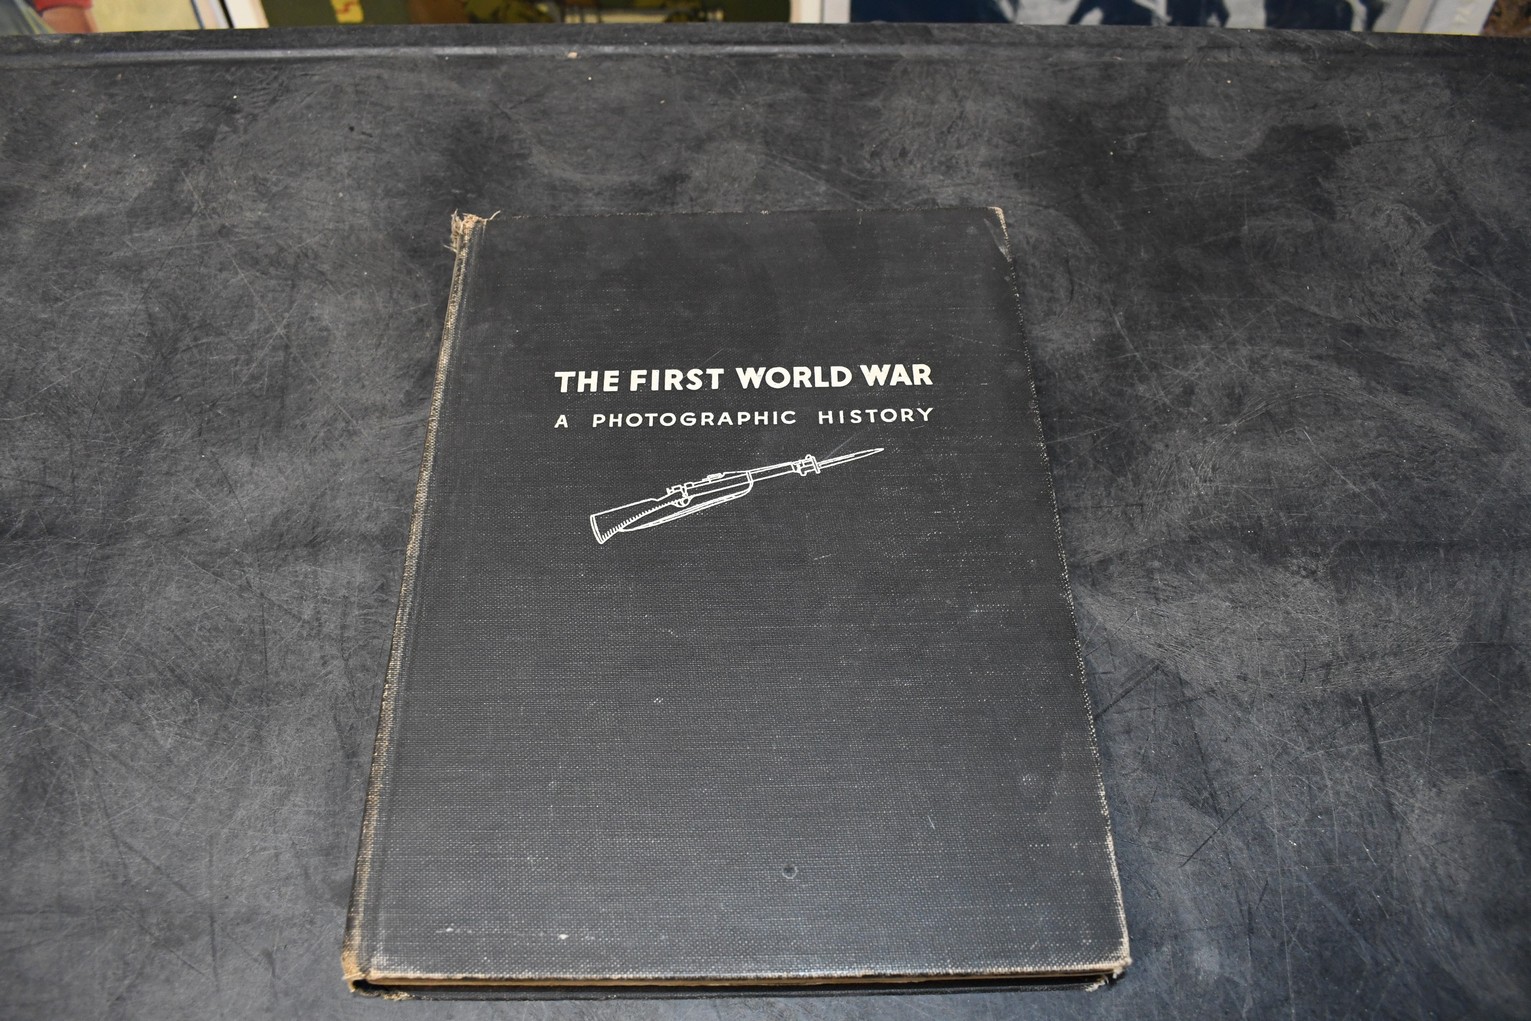 THE FIRST WORLD WAR
A PHOTOGRAPHIC HISTORY